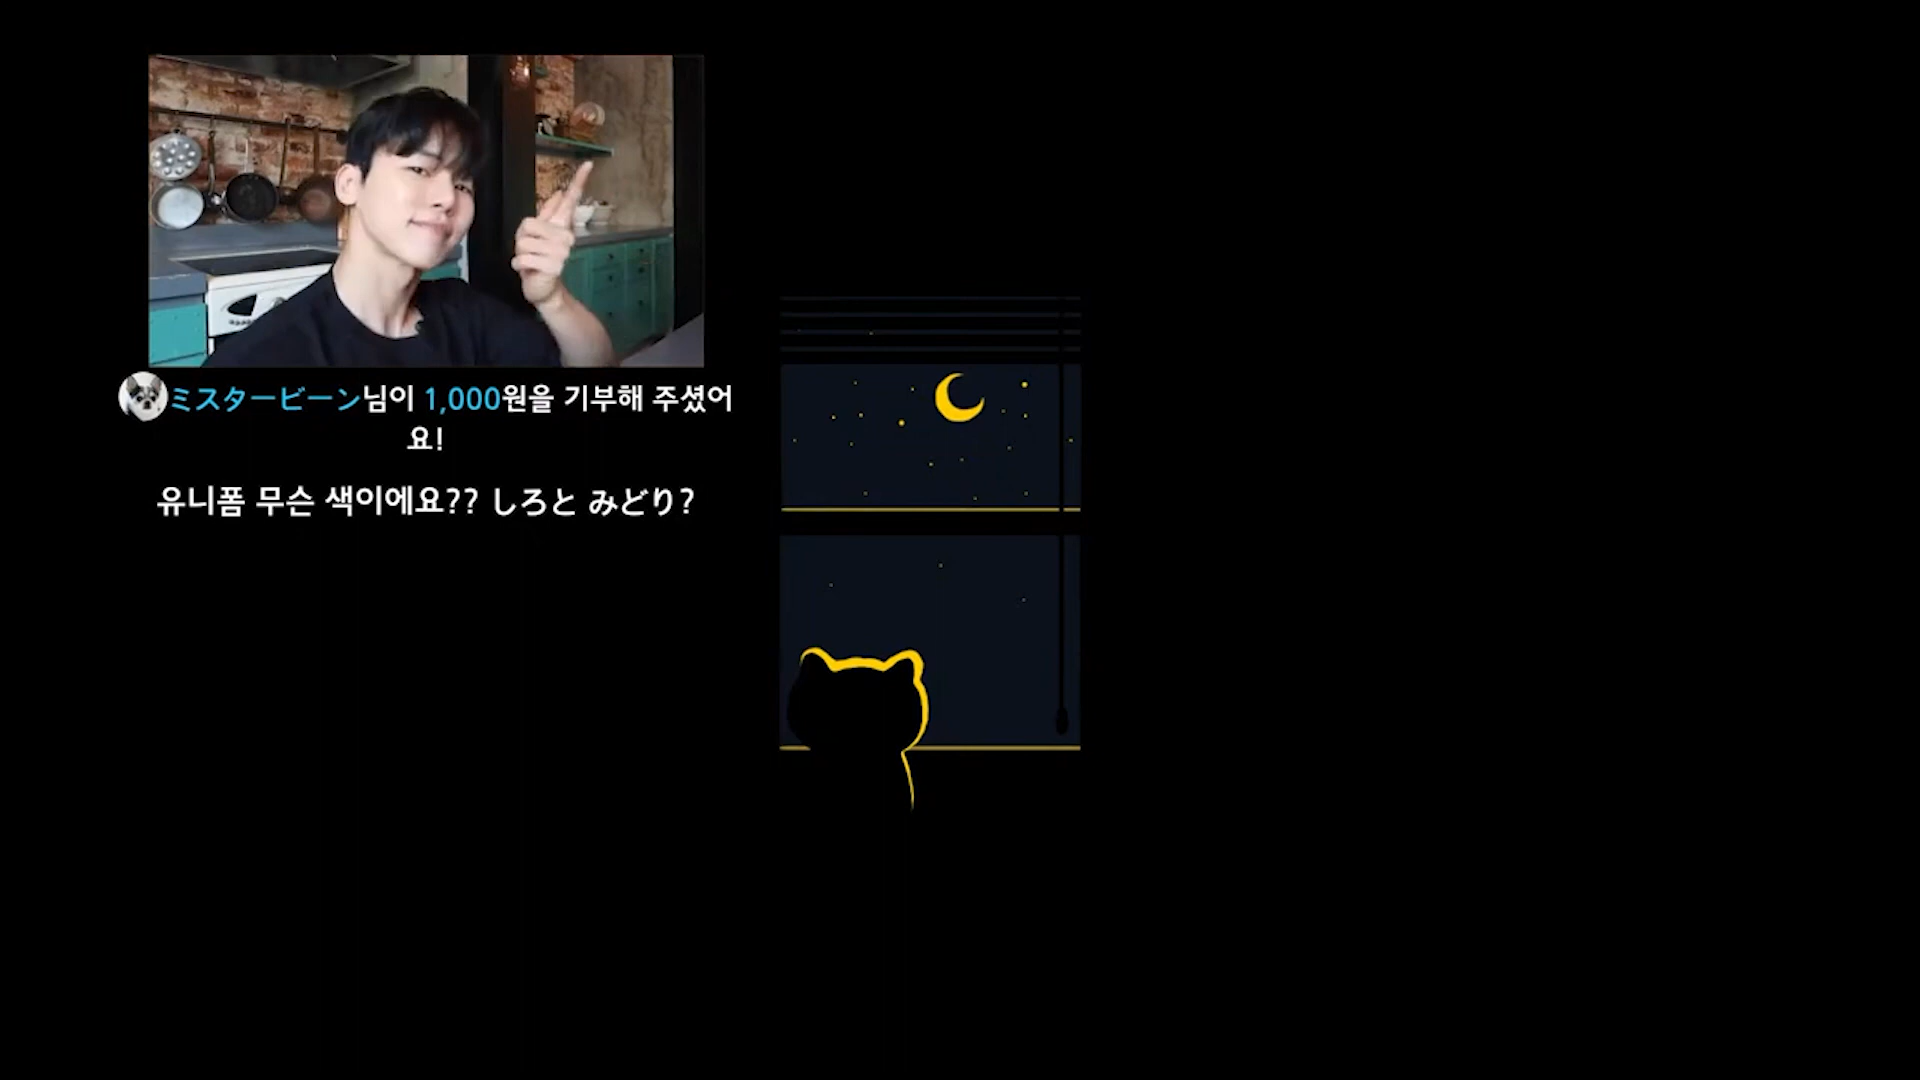 ミスタービーン님이 1,000원을 기부해 주셨어
요!
유니폼 무슨 색이에요?? しろと みどり?